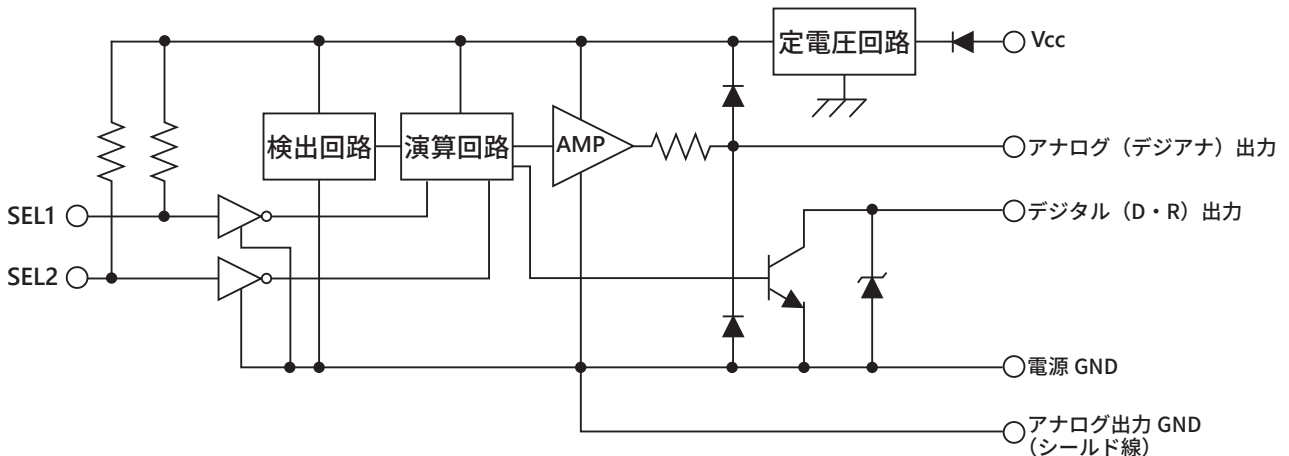 定電圧回路
Vcc
検出回路
演算回路
AMP
アナログ（デジアナ）出力
SEL1
デジタル（D・R）出力
SEL2
電源 GND
アナログ出力 GND
（シールド線）